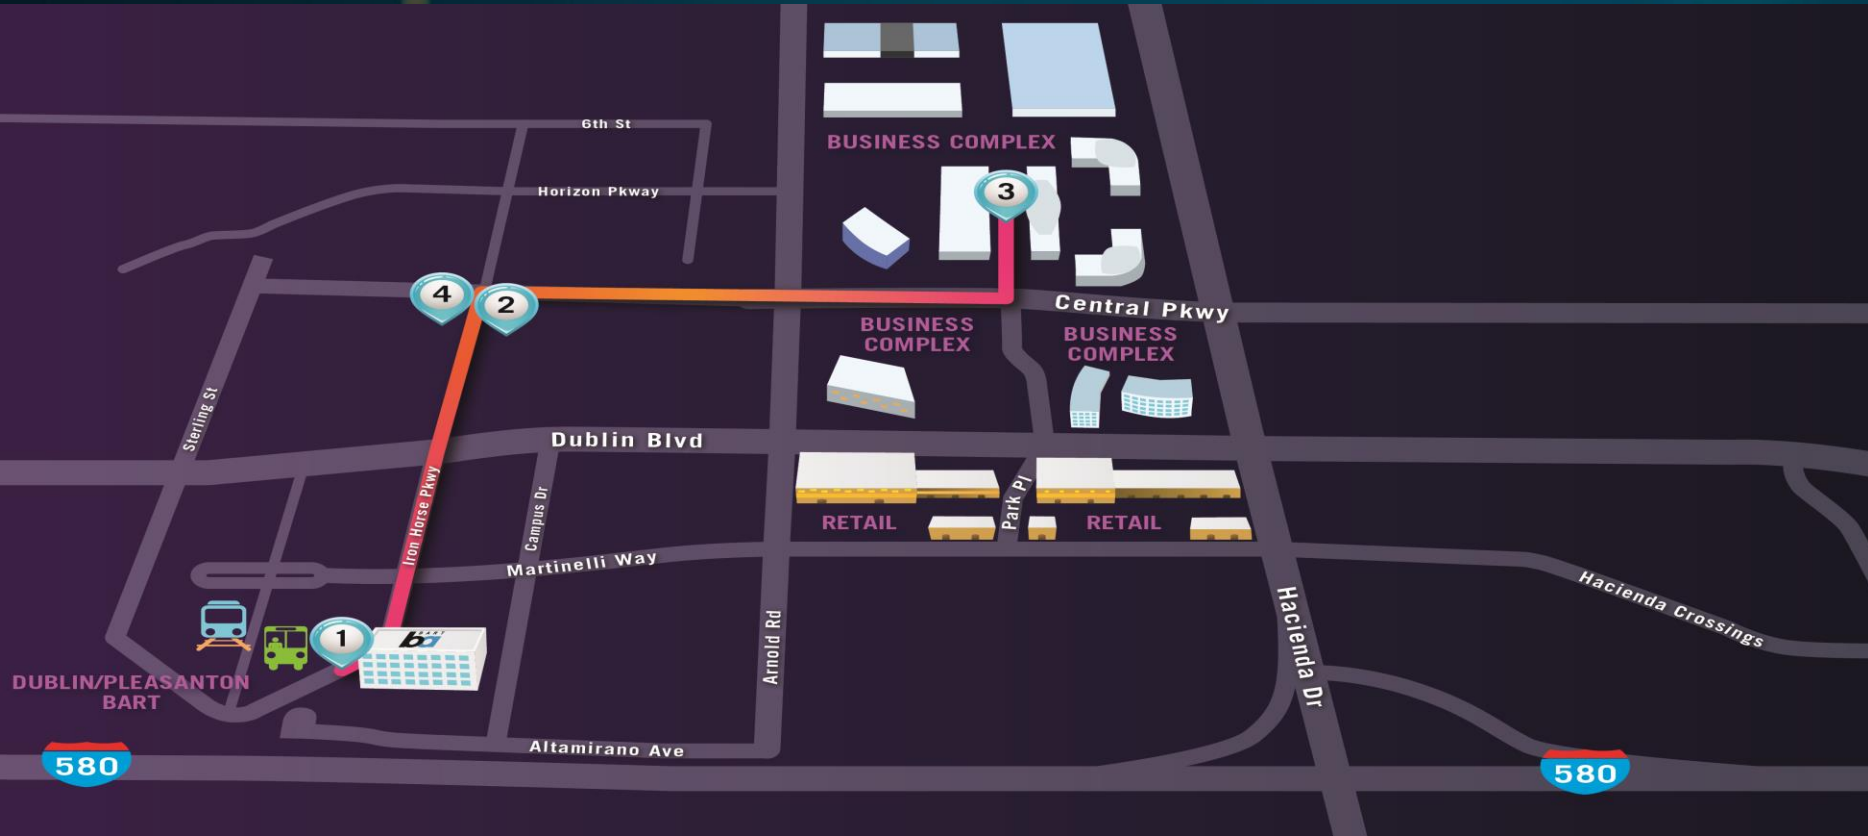 6th St
BUSINESS COMPLEX
Horizon Pkway
3
4
2
Central Pkwy
BUSINESS
COMPLEX
BUSINESS
COMPLEX
Sterling St
Dublin Blvd
Iron Horse Pkwy
Campus Dr
Park Pl
RETAIL
RETAIL
Martinelli Way
Hacienda Crossings
1
ba
Arnold Rd
Hacienda Dr
DUBLIN/PLEASANTON
BART
Altamirano Ave
580
580